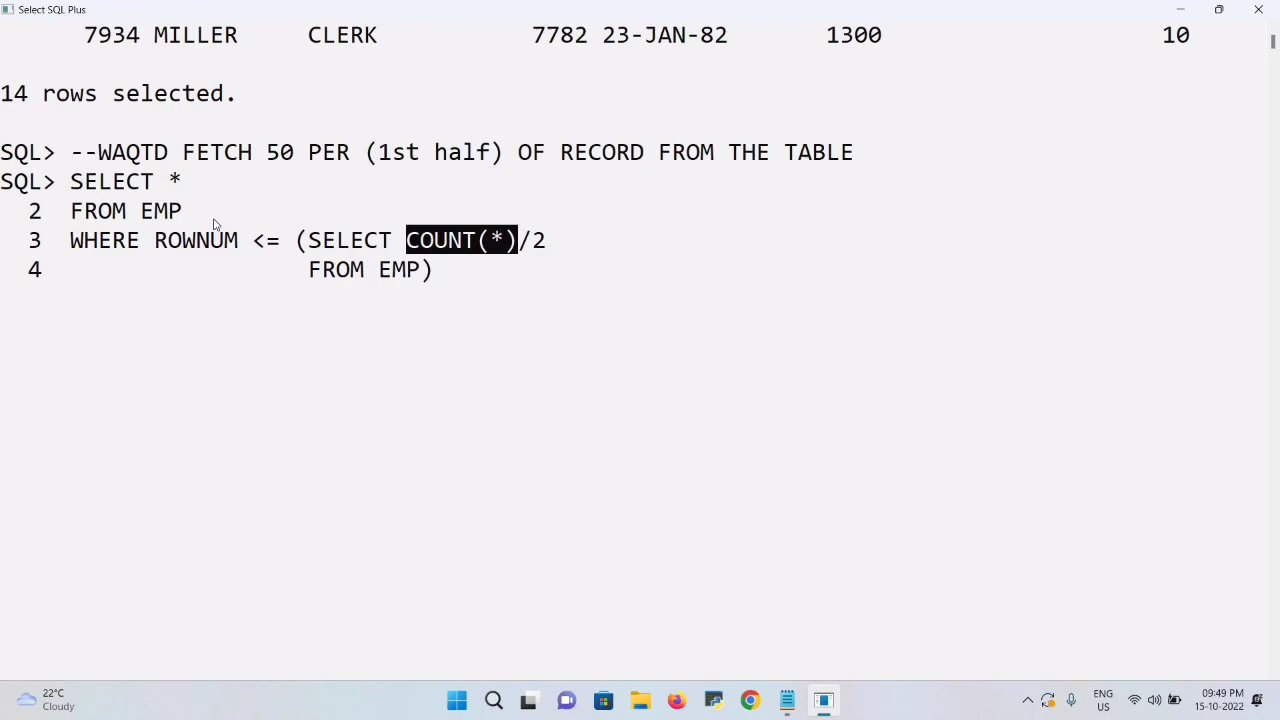 Select SQL Plus
7934 MILLER CLERK 7782 23-JAN-82 1300 10
14 rows selected.
SQL> --WAQTD FETCH 50 PER (1st half) OF RECORD FROM THE TABLE
SQL> SELECT *
2 FROM EMP
3 WHERE ROWNUM <= (SELECT COUNT(*)/2
4 FROM EMP)
22°C
Cloudy
ENG
US
09:49 PM
13-10-2022